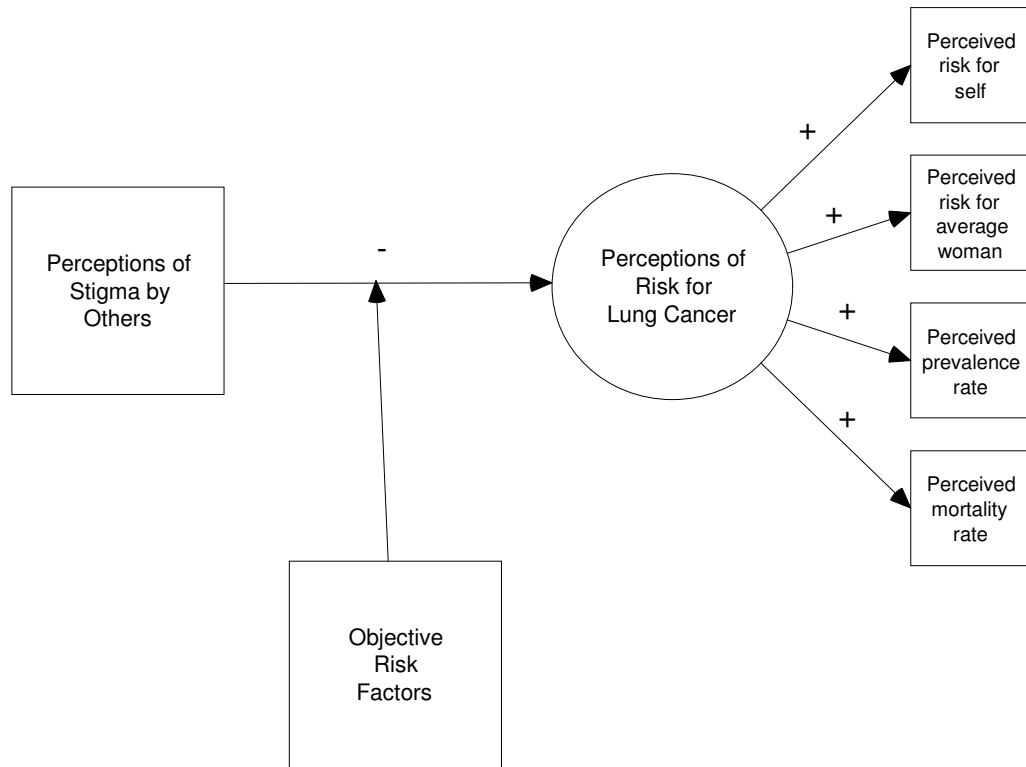 Perceptions of
Stigma by
Others
-
Objective
Risk
Factors
Perceptions of
Risk for
Lung Cancer
+
+
+
+
Perceived
risk for
self
Perceived
risk for
average
woman
Perceived
prevalence
rate
Perceived
mortality
rate